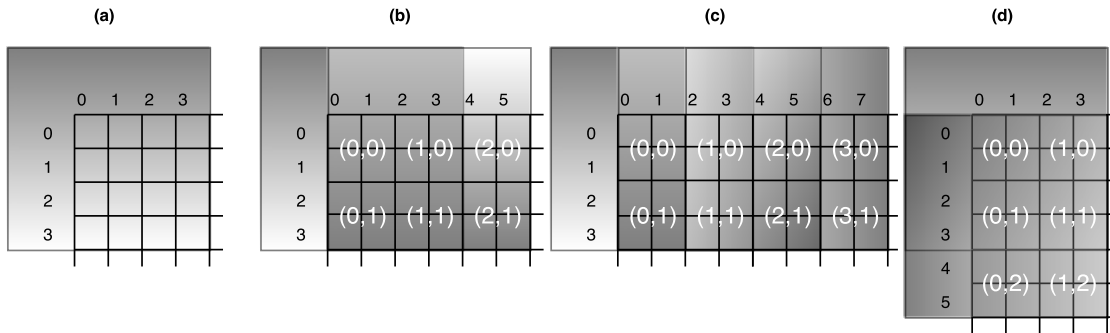 (a)
0 1 2 3
0
1
2
3
(b)
0 1 2 3 4 5
0
1
2
3
(0,0) (1,0) (2,0)
(0,1) (1,1) (2,1)
(c)
0 1 2 3 4 5 6 7
0
1
2
3
(0,0) (1,0) (2,0) (3,0)
(0,1) (1,1) (2,1) (3,1)
(d)
0 1 2 3
0
1
2
3
4
5
(0,0) (1,0)
(0,1) (1,1)
(0,2) (1,2)